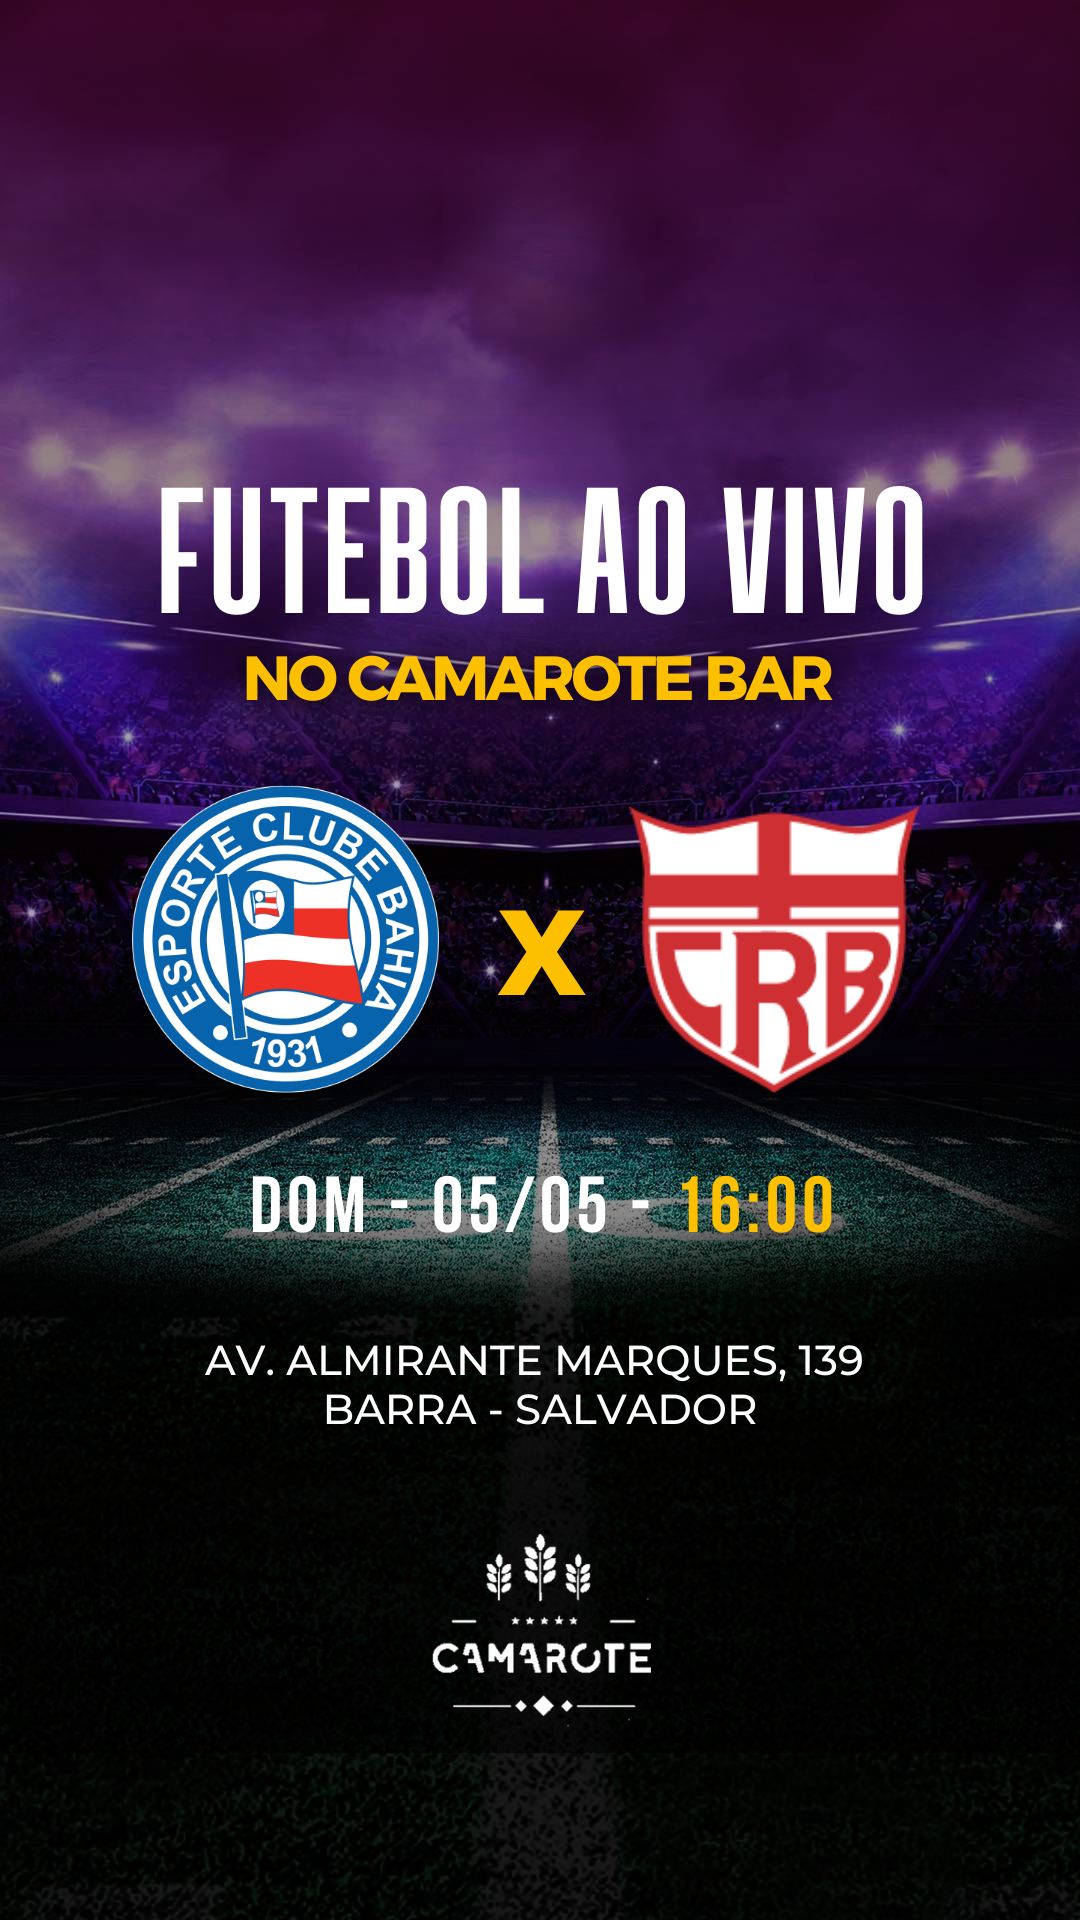 FUTEBOL AO VIVO
NO CAMAROTE BAR
ESPORTE CLUBE BAHIA
1931
X
CRB
DOM - 05/05 - 16:00
AV. ALMIRANTE MARQUES, 139
BARRA - SALVADOR
CAMAROTE